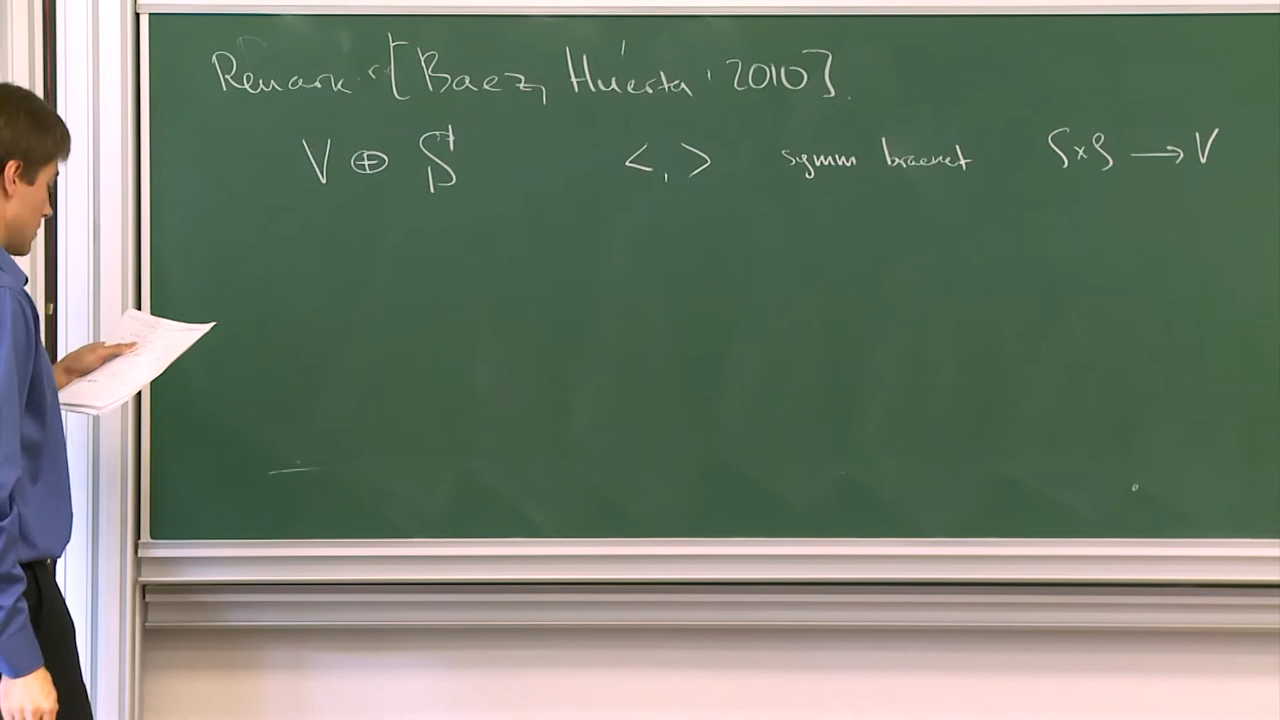 Remark: [Baez, Huerta '2010].
V ⊕ $ < , > symm bracket S×S → V